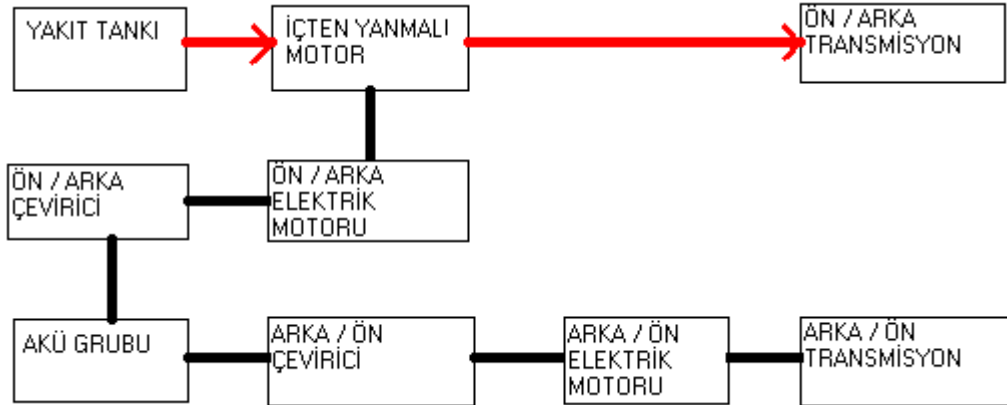 YAKIT TANKI
İÇTEN YANMALI
MOTOR
ÖN / ARKA
TRANSMİSYON
ÖN / ARKA
ÇEVİRİCİ
ÖN / ARKA
ELEKTRİK
MOTORU
AKÜ GRUBU
ARKA / ÖN
ÇEVİRİCİ
ARKA / ÖN
ELEKTRİK
MOTORU
ARKA / ÖN
TRANSMİSYON